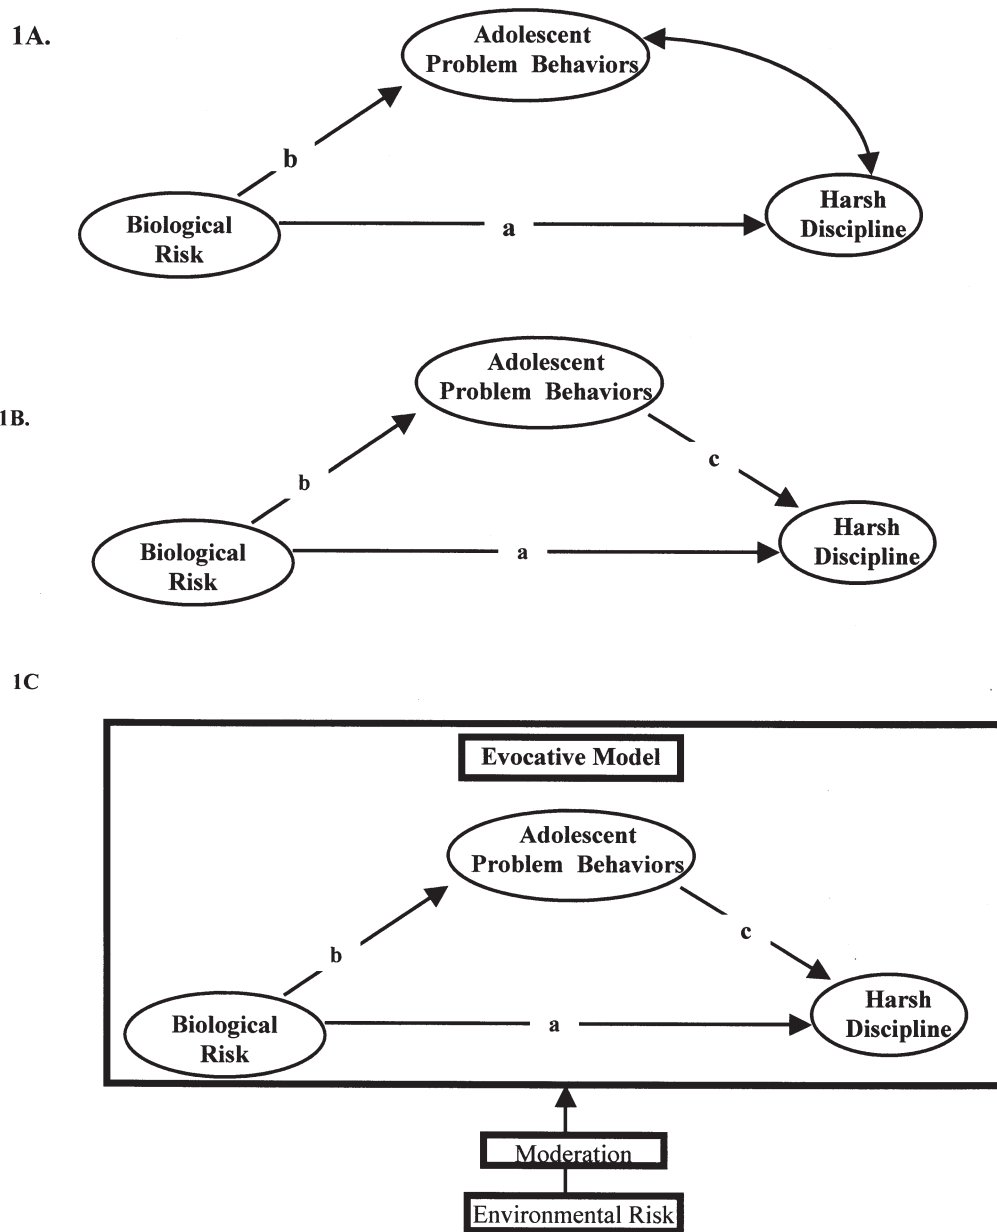 1A.
Adolescent
Problem Behaviors
b
Biological
Risk
a
Harsh
Discipline
1B.
Adolescent
Problem Behaviors
b
c
Biological
Risk
a
Harsh
Discipline
1C
Evocative Model
Adolescent
Problem Behaviors
b
c
Biological
Risk
a
Harsh
Discipline
Moderation
Environmental Risk